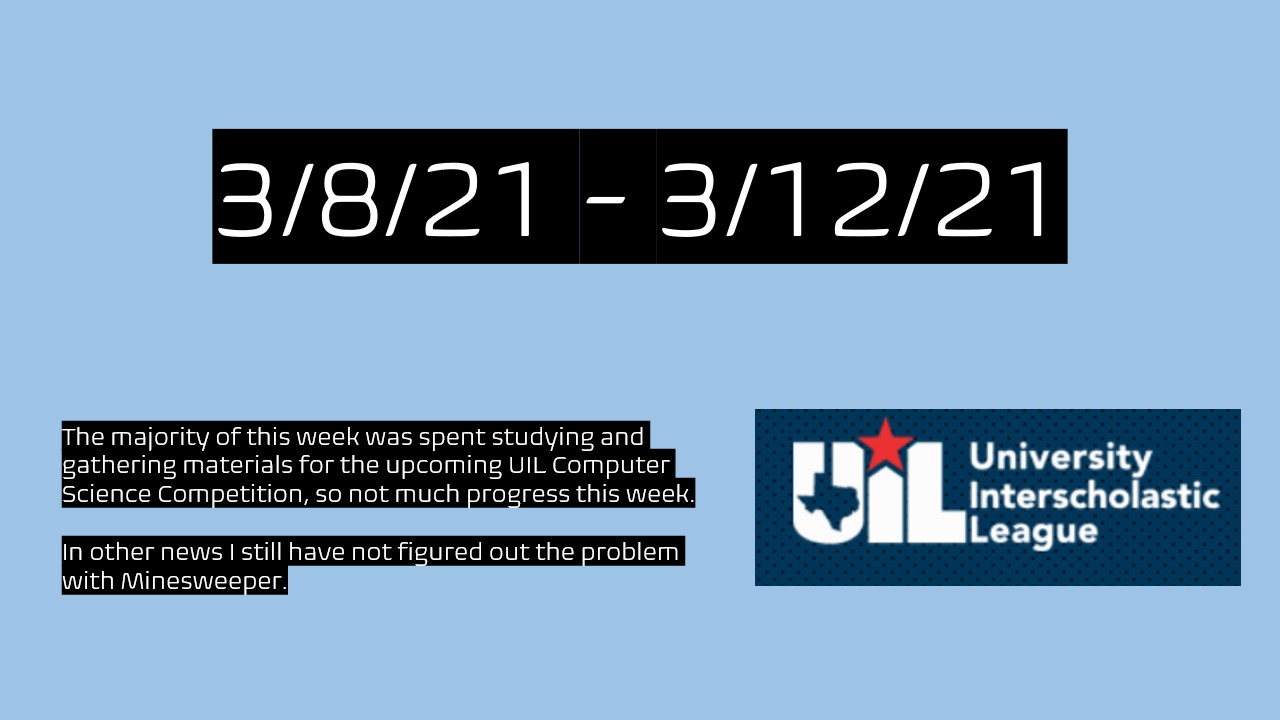 3/8/21 - 3/12/21
The majority of this week was spent studying and
gathering materials for the upcoming UIL Computer
Science Competition, so not much progress this week.
In other news I still have not figured out the problem
with Minesweeper.
UIL
University
Interscholastic
League